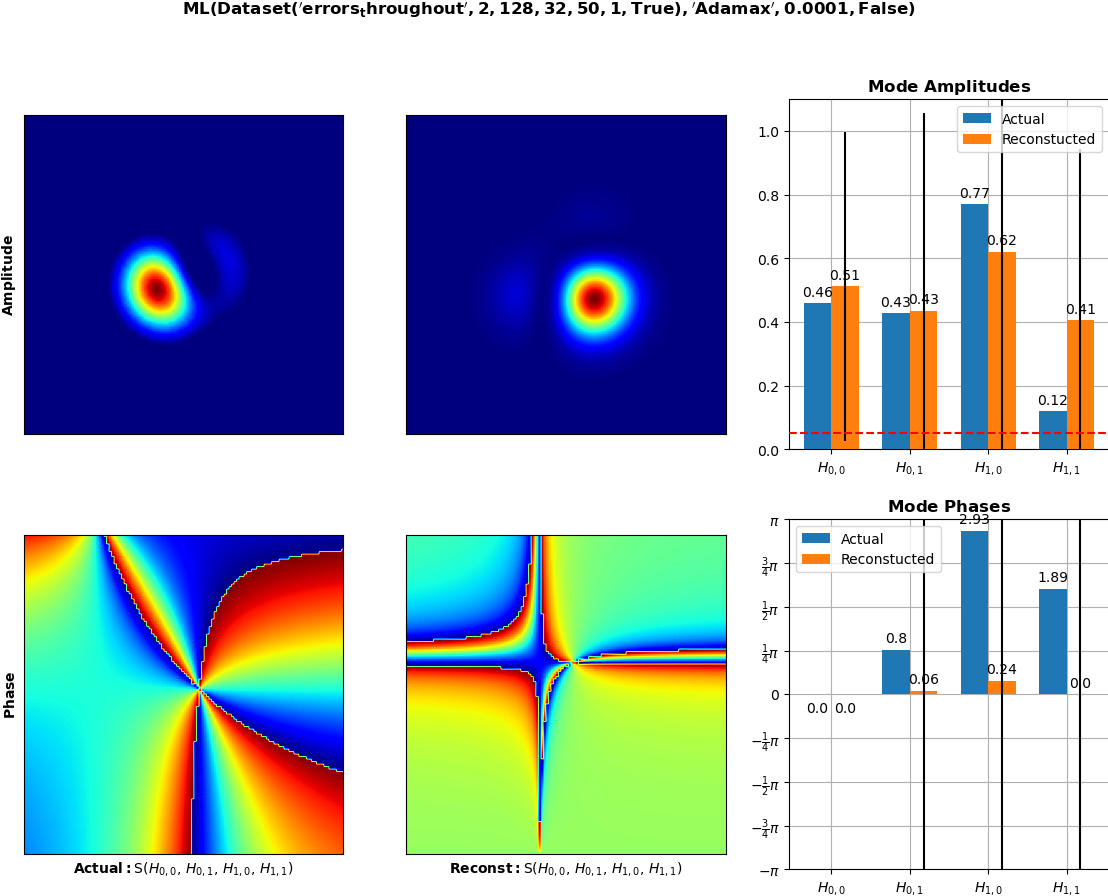 ML(Dataset('errors_throughout', 2, 128, 32, 50, 1, True), 'Adamax', 0.0001, False)
Amplitude
Mode Amplitudes
Actual
Reconstucted
1.0
0.8
0.6
0.4
0.2
0.0
0.46
0.51
0.43
0.43
0.77
0.62
0.12
0.41
H0,0
H0,1
H1,0
H1,1
Phase
Actual: S(H0,0, H0,1, H1,0, H1,1)
Reconst: S(H0,0, H0,1, H1,0, H1,1)
Mode Phases
Actual
Reconstucted
π
3/4π
1/2π
1/4π
0
−1/4π
−1/2π
−3/4π
−π
0.0
0.0
0.8
0.06
2.93
0.24
1.89
0.0
H0,0
H0,1
H1,0
H1,1